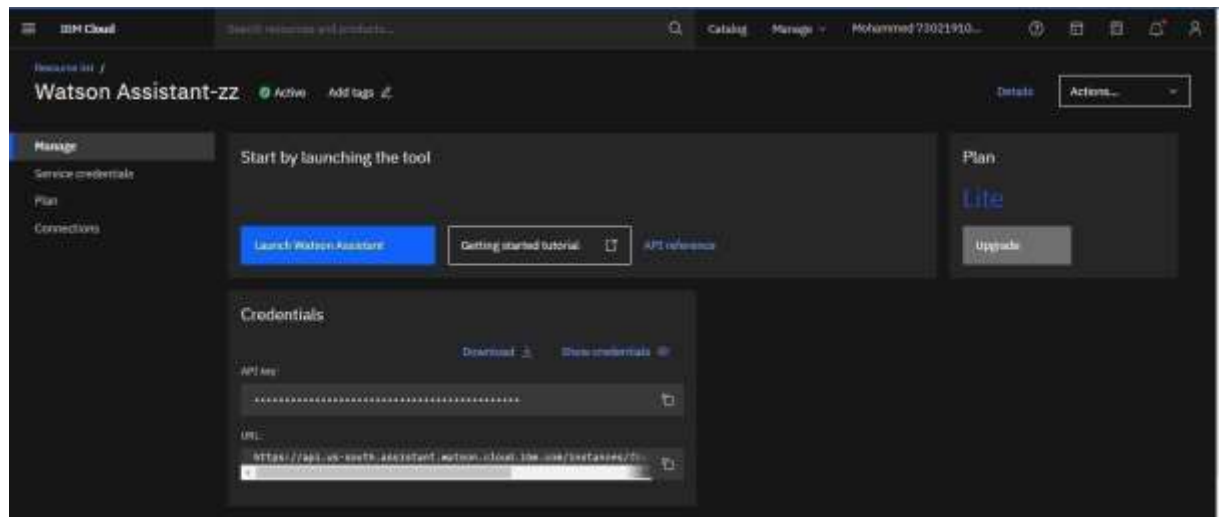 IBM Cloud
Search resources and products...
Catalog
Manage
Mohammed 73021910...
Resource list /
Watson Assistant-zz
Active
Add tags
Details
Actions...
Manage
Service credentials
Plan
Connections
Start by launching the tool
Launch Watson Assistant
Getting started tutorial
API reference
Plan
Lite
Upgrade
Credentials
Download
Show credentials
API key:
••••••••••••••••••••••••••••••••••••••••••••
URL:
https://api.us-south.assistant.watson.cloud.ibm.com/instances/